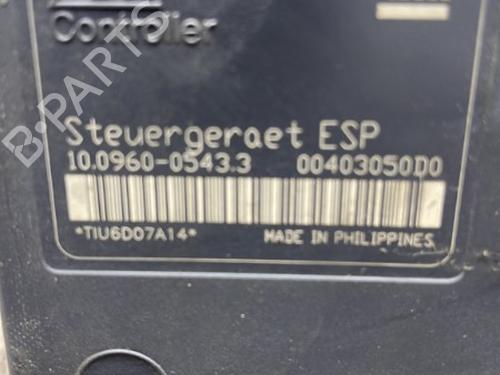 Controller
Steuergeraet ESP
10.0960-0543.3 00403050D0
*TIU6D07A14* MADE IN PHILIPPINES
B-PARTS